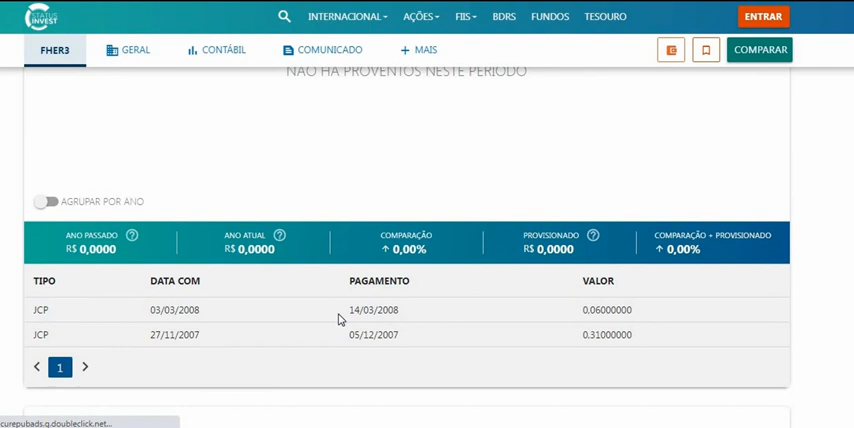 STATUS
INVEST
INTERNACIONAL
AÇÕES
FIIS
BDRS
FUNDOS
TESOURO
ENTRAR
FHER3
GERAL
CONTÁBIL
COMUNICADO
MAIS
COMPARAR
NÃO HÁ PROVENTOS NESTE PERÍODO
AGRUPAR POR ANO
ANO PASSADO
R$ 0,0000
ANO ATUAL
R$ 0,0000
COMPARAÇÃO
0,00%
PROVISIONADO
R$ 0,0000
COMPARAÇÃO + PROVISIONADO
0,00%
TIPO DATA COM PAGAMENTO VALOR
JCP 03/03/2008 14/03/2008 0,06000000
JCP 27/11/2007 05/12/2007 0,31000000
1
curepubads.g.doubleclick.net...